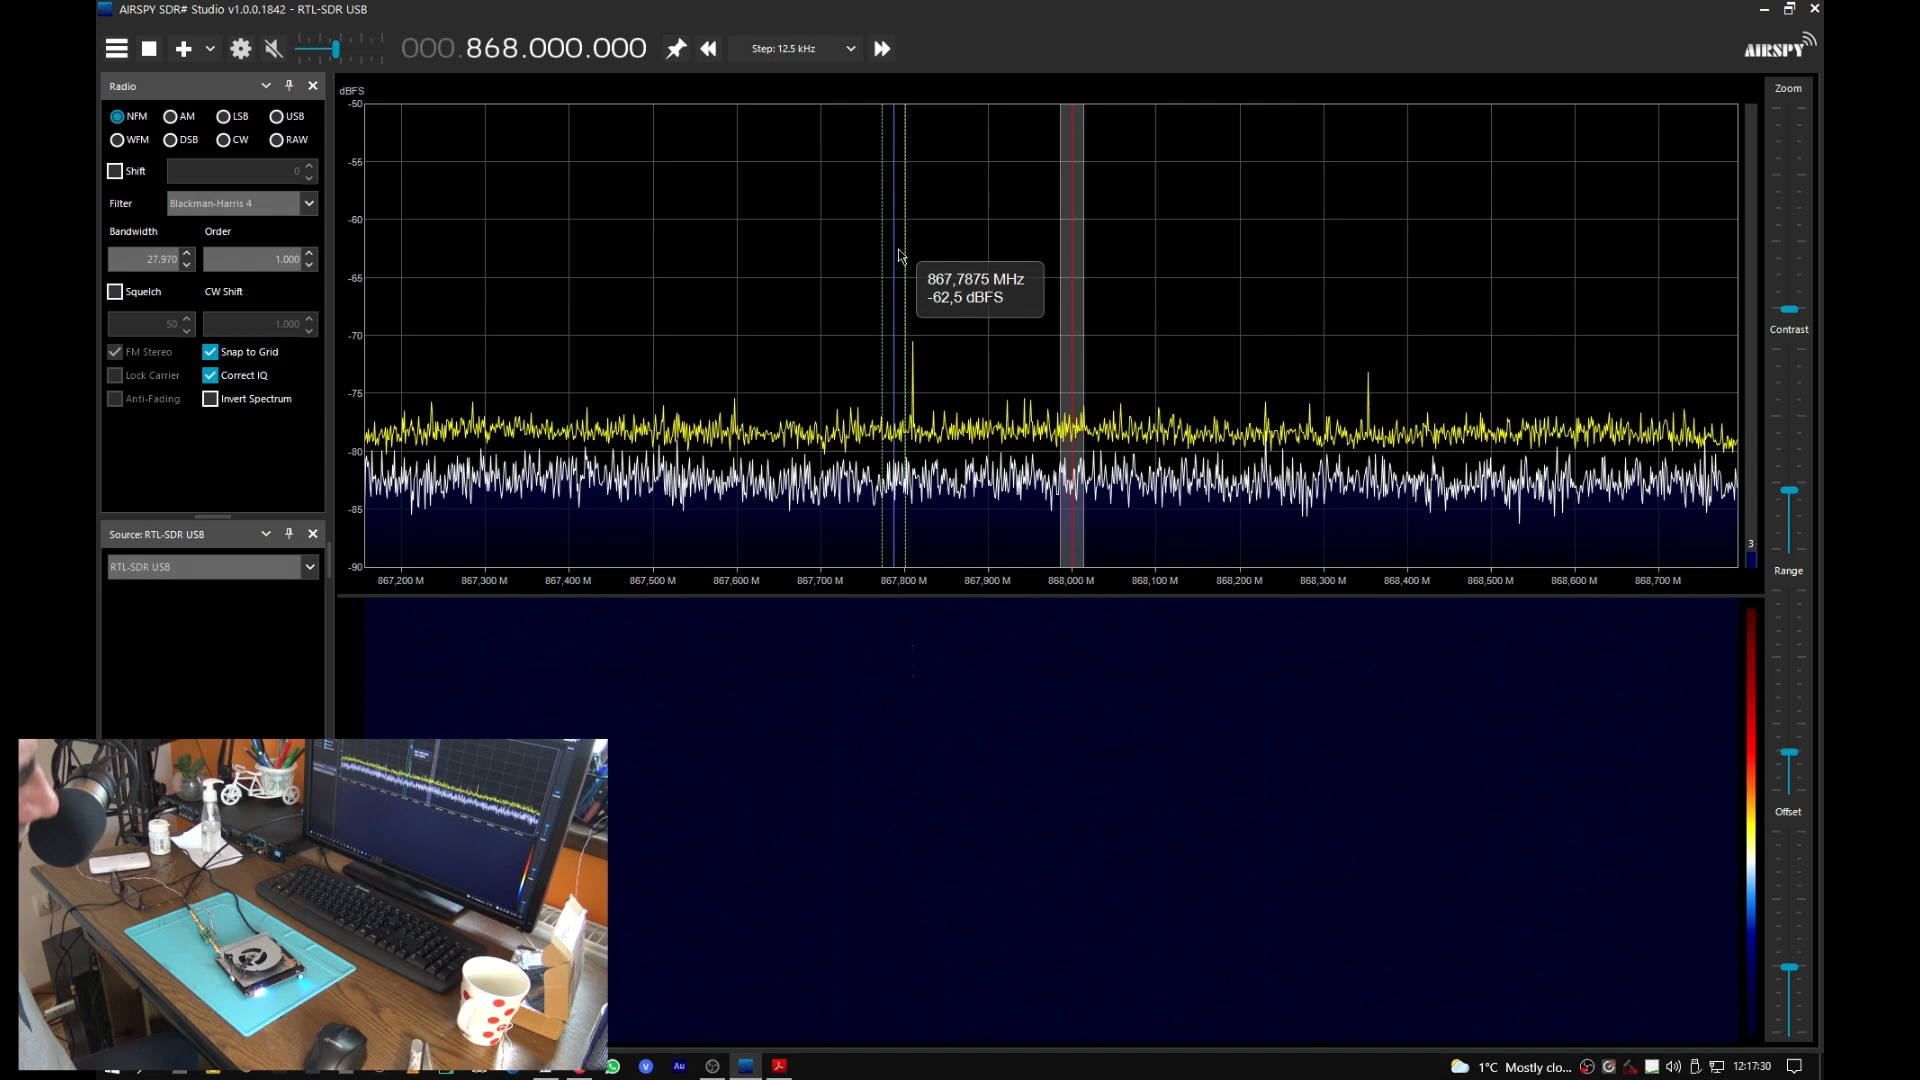 AIRSPY SDR# Studio v1.0.0.1842 - RTL-SDR USB
000.868.000.000
Step: 12.5 kHz
AIRSPY
Radio
NFM AM LSB USB
WFM DSB CW RAW
Shift 0
Filter Blackman-Harris 4
Bandwidth Order
27.970 1.000
Squelch CW Shift
50 1.000
FM Stereo Snap to Grid
Lock Carrier Correct IQ
Anti-Fading Invert Spectrum
Source: RTL-SDR USB
RTL-SDR USB
dBFS
-50
-55
-60
-65
-70
-75
-80
-85
-90
867,7875 MHz
-62,5 dBFS
867,200 M 867,300 M 867,400 M 867,500 M 867,600 M 867,700 M 867,800 M 867,900 M 868,000 M 868,100 M 868,200 M 868,300 M 868,400 M 868,500 M 868,600 M 868,700 M
3
Zoom
Contrast
Range
Offset
V Au
1°C Mostly clo... 12:17:30